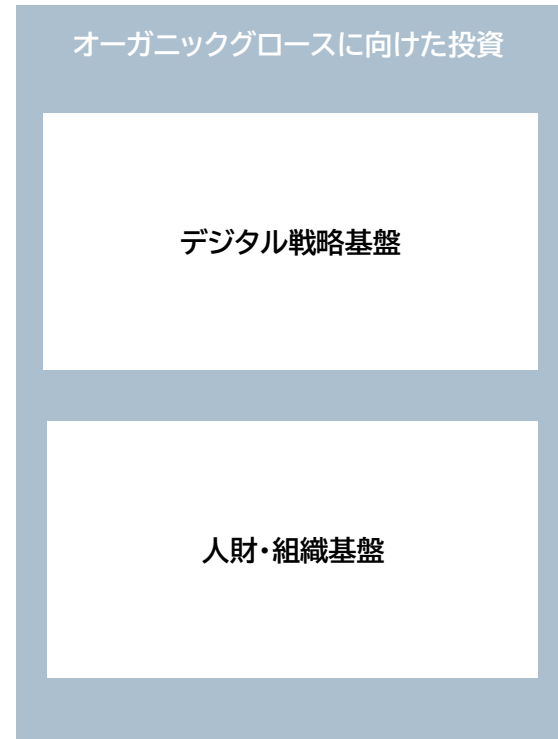 オーガニックグロースに向けた投資
デジタル戦略基盤
人財・組織基盤